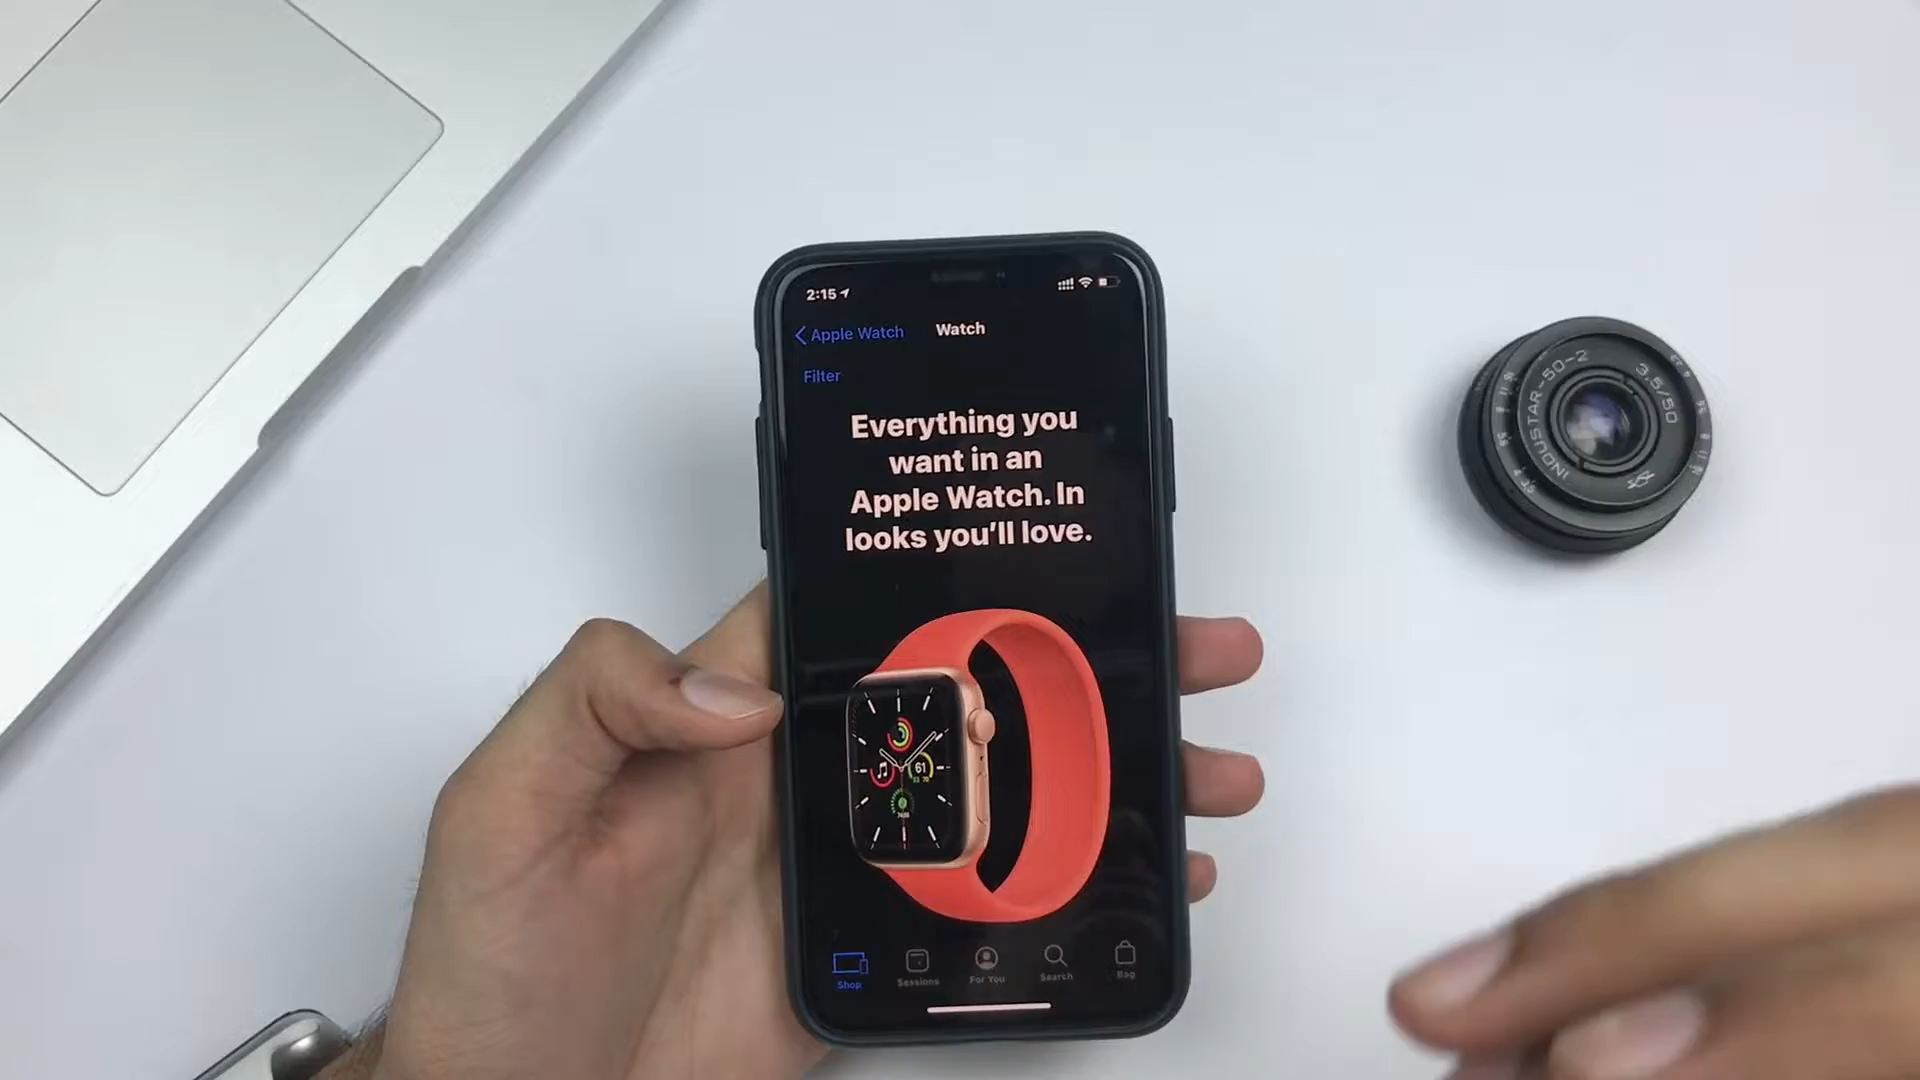 2:15
Apple Watch
Watch
Filter
Everything you
want in an
Apple Watch. In
looks you'll love.
61
Shop
Sessions
For You
Search
Bag
INDUSTAR-50-2
3,5/50